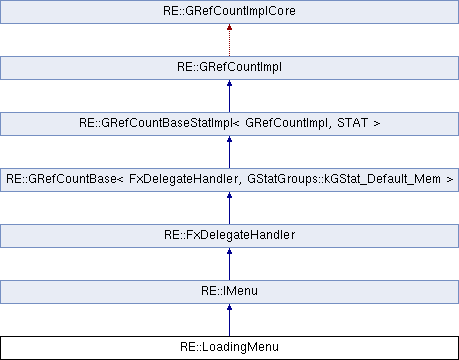 RE::GRefCountImplCore
RE::GRefCountImpl
RE::GRefCountBaseStatImpl< GRefCountImpl, STAT >
RE::GRefCountBase< FxDelegateHandler, GStatGroups::kGStat_Default_Mem >
RE::FxDelegateHandler
RE::IMenu
RE::LoadingMenu